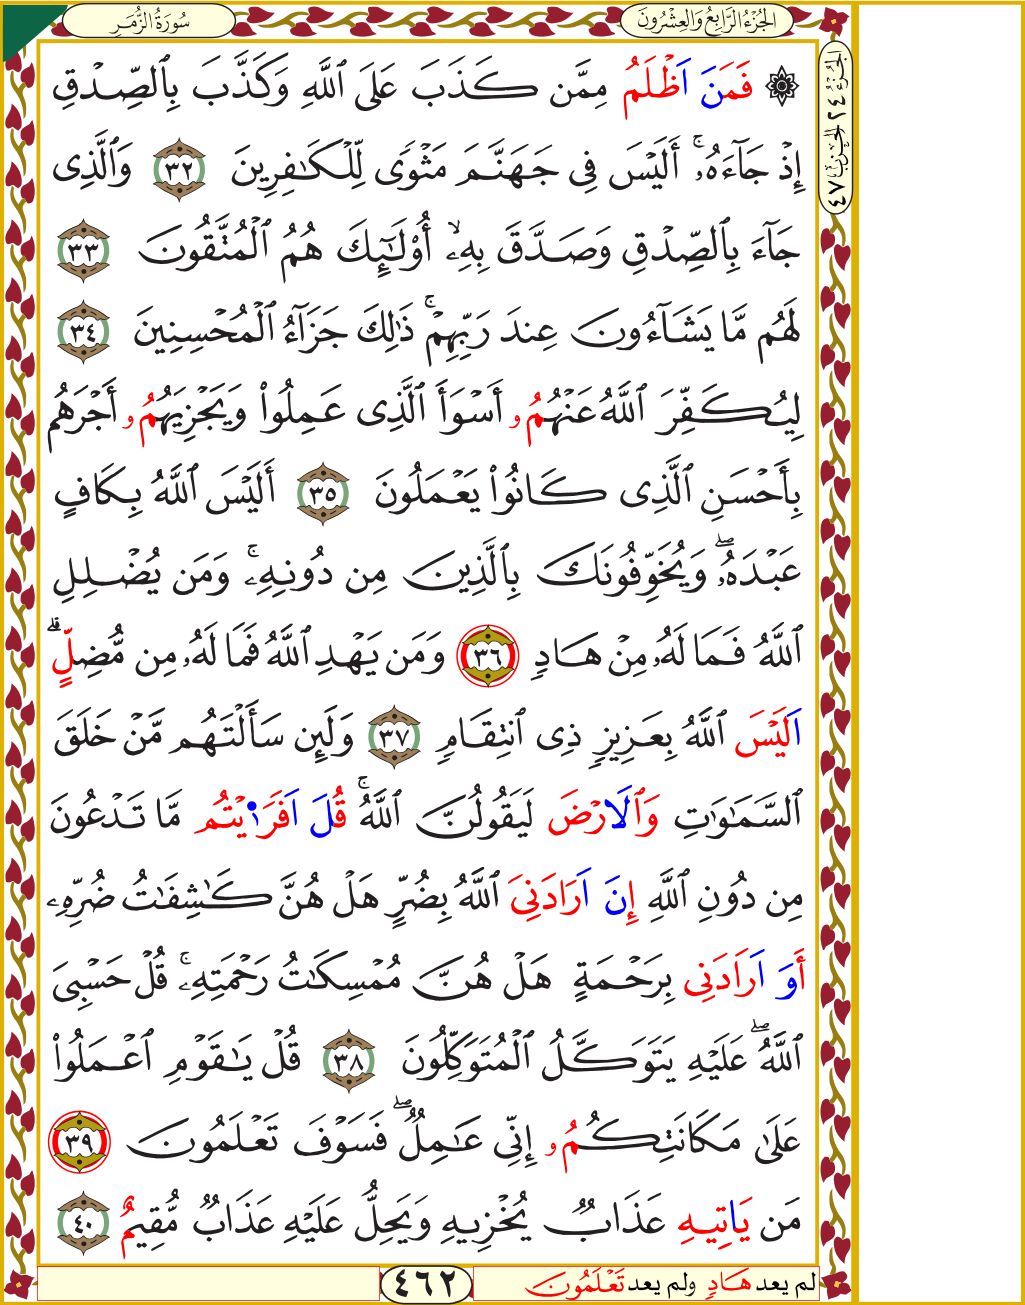 سُورَةُ الزُّمَرِ
الجُزْءُ الرَّابِعُ وَالعِشْرُونَ
الجزء ٢٤ الحزب ٤٧
۞ فَمَنَ اَظْلَمُ مِمَّن كَذَبَ عَلَى ٱللَّهِ وَكَذَّبَ بِٱلصِّدْقِ
إِذْ جَآءَهُۥٓۚ أَلَيْسَ فِى جَهَنَّمَ مَثْوًى لِّلْكَٰفِرِينَ ٣٢ وَٱلَّذِى
جَآءَ بِٱلصِّدْقِ وَصَدَّقَ بِهِۦۙ أُوْلَٰٓئِكَ هُمُ ٱلْمُتَّقُونَ ٣٣
لَهُم مَّا يَشَآءُونَ عِندَ رَبِّهِمْۚ ذَٰلِكَ جَزَآءُ ٱلْمُحْسِنِينَ ٣٤
لِيُكَفِّرَ ٱللَّهُ عَنْهُمُۥ أَسْوَأَ ٱلَّذِى عَمِلُواْ وَيَجْزِيَهُمُۥ أَجْرَهُم
بِأَحْسَنِ ٱلَّذِى كَانُواْ يَعْمَلُونَ ٣٥ أَلَيْسَ ٱللَّهُ بِكَافٍ
عَبْدَهُۥۖ وَيُخَوِّفُونَكَ بِٱلَّذِينَ مِن دُونِهِۦۚ وَمَن يُضْلِلِ
ٱللَّهُ فَمَا لَهُۥ مِنْ هَادٍ ٣٦ وَمَن يَهْدِ ٱللَّهُ فَمَا لَهُۥ مِن مُّضِلٍّۗ
اَلَيْسَ ٱللَّهُ بِعَزِيزٍ ذِى ٱنتِقَامٍ ٣٧ وَلَئِن سَأَلْتَهُم مَّنْ خَلَقَ
ٱلسَّمَٰوَٰتِ وَٱلَارْضَ لَيَقُولُنَّ ٱللَّهُۚ قُلَ اَفَرَٰ•يْتُم مَّا تَدْعُونَ
مِن دُونِ ٱللَّهِ إِنَ اَرَادَنِىَ ٱللَّهُ بِضُرٍّ هَلْ هُنَّ كَٰشِفَٰتُ ضُرِّهِۦ
أَوَ اَرَادَنِى بِرَحْمَةٍ هَلْ هُنَّ مُمْسِكَٰتُ رَحْمَتِهِۦۚ قُلْ حَسْبِىَ
ٱللَّهُۖ عَلَيْهِ يَتَوَكَّلُ ٱلْمُتَوَكِّلُونَ ٣٨ قُلْ يَٰقَوْمِ ٱعْمَلُواْ
عَلَىٰ مَكَانَتِكُمُۥ إِنِّى عَٰمِلٌۖ فَسَوْفَ تَعْلَمُونَ ٣٩
مَن يَاتِيهِ عَذَابٌ يُخْزِيهِ وَيَحِلُّ عَلَيْهِ عَذَابٌ مُّقِيمٌ ٤٠
لم يعد هَادٍ ولم يعد تَعْلَمُونَ
٤٦٢